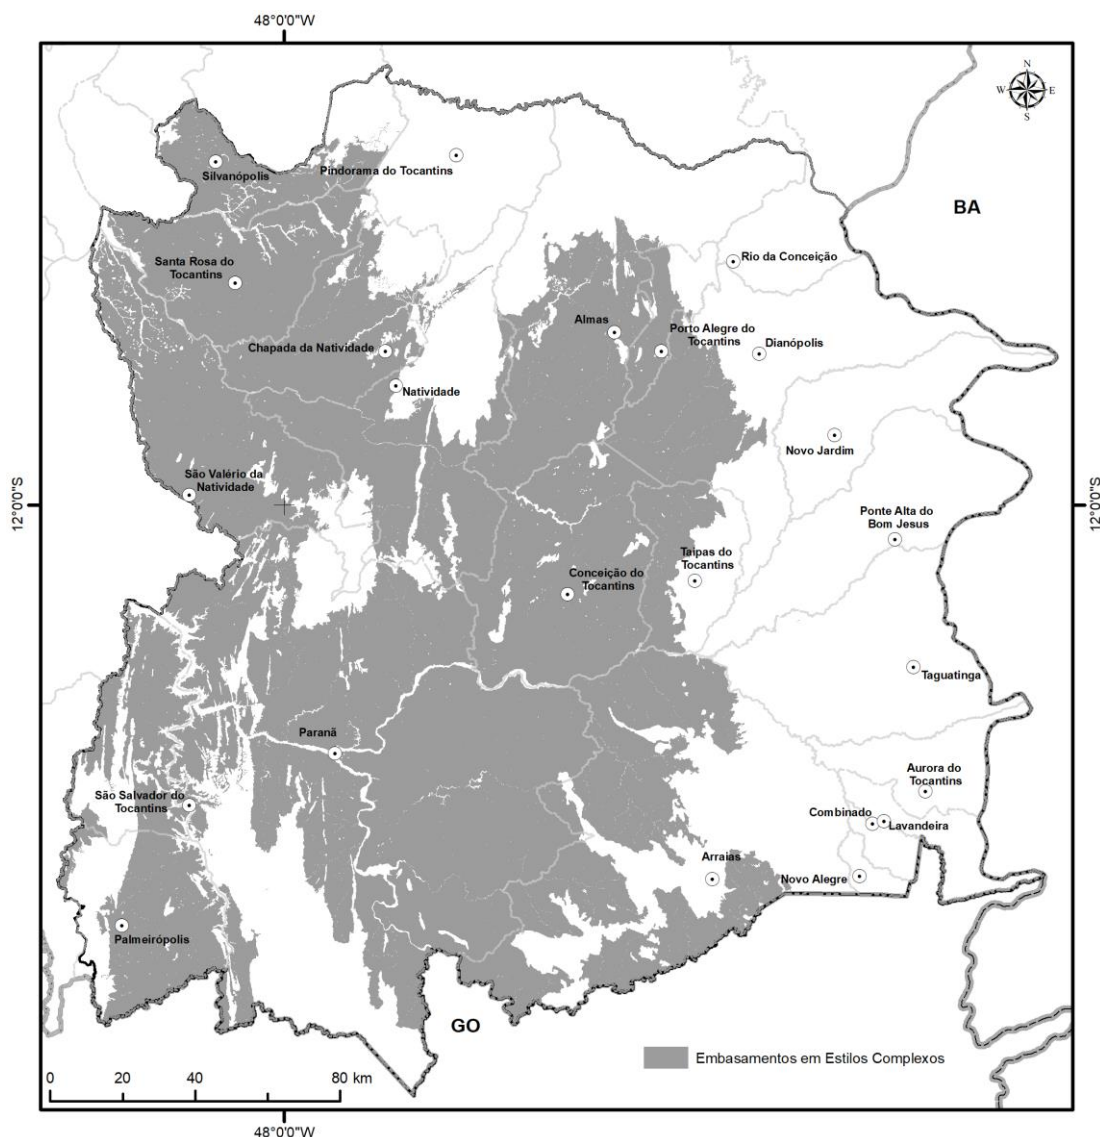 48°0'0"W
N
W E
S
BA
Silvanópolis
Pindorama do Tocantins
Santa Rosa do
Tocantins
Rio da Conceição
Almas
Porto Alegre do
Tocantins
Dianópolis
Chapada da Natividade
Natividade
Novo Jardim
São Valério da
Natividade
12°0'0"S
12°0'0"S
Ponte Alta do
Bom Jesus
Taipas do
Tocantins
Conceição do
Tocantins
Taguatinga
Paranã
Aurora do
Tocantins
São Salvador do
Tocantins
Combinado
Lavandeira
Arraias
Novo Alegre
Palmeirópolis
GO
Embasamentos em Estilos Complexos
0 20 40 80 km
48°0'0"W